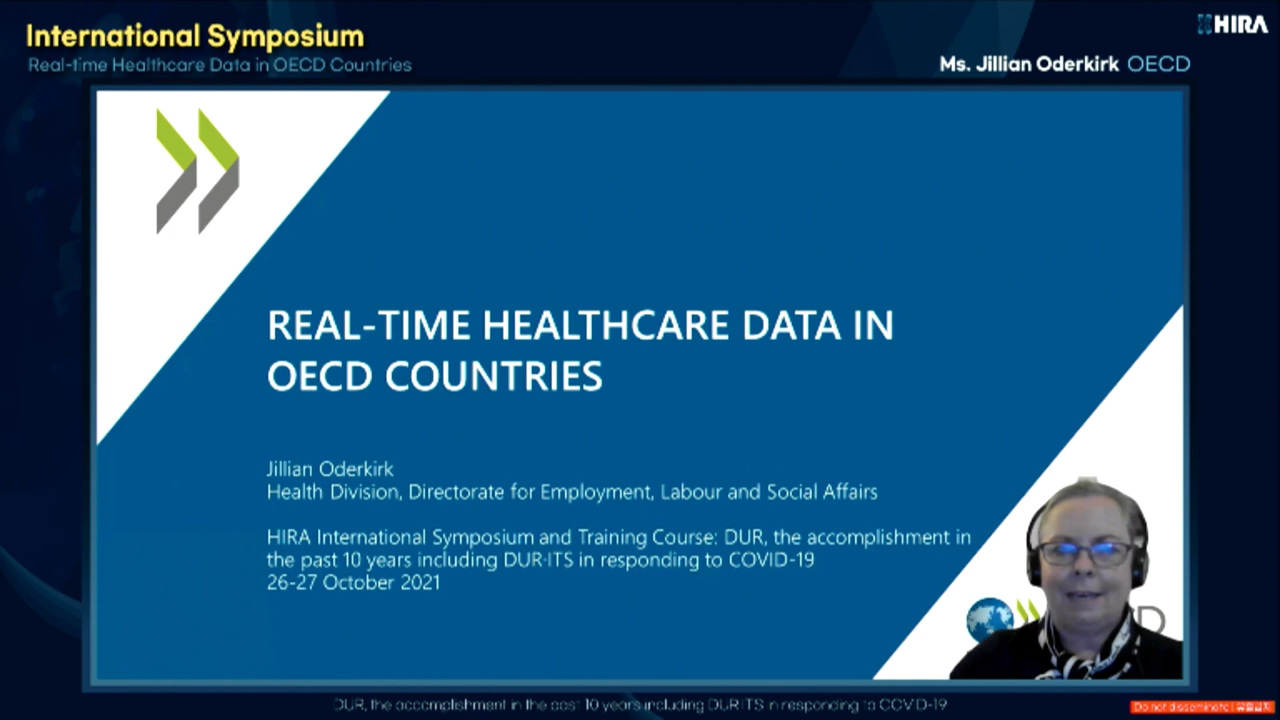 International Symposium
Real-time Healthcare Data in OECD Countries
HIRA
Ms. Jillian Oderkirk OECD
REAL-TIME HEALTHCARE DATA IN
OECD COUNTRIES
Jillian Oderkirk
Health Division, Directorate for Employment, Labour and Social Affairs
HIRA International Symposium and Training Course: DUR, the accomplishment in
the past 10 years including DUR-ITS in responding to COVID-19
26-27 October 2021
DUR, the accomplishment in the past 10 years including DUR-ITS in responding to COVID-19
Do not disseminate